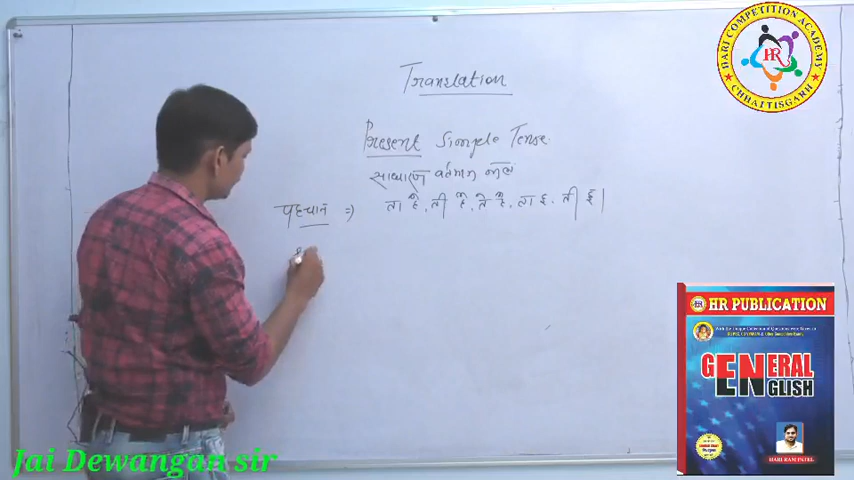 HARI COMPETITION ACADEMY
HR
CHHATTISGARH
Translation
Present Simple Tense
साधारण वर्तमान काल
पहचान => ता है, ती है, ते हैं, ता हूँ, ती हूँ।
HR PUBLICATION
GENERAL
ENGLISH
HARI RAM PATEL
Jai Dewangan sir